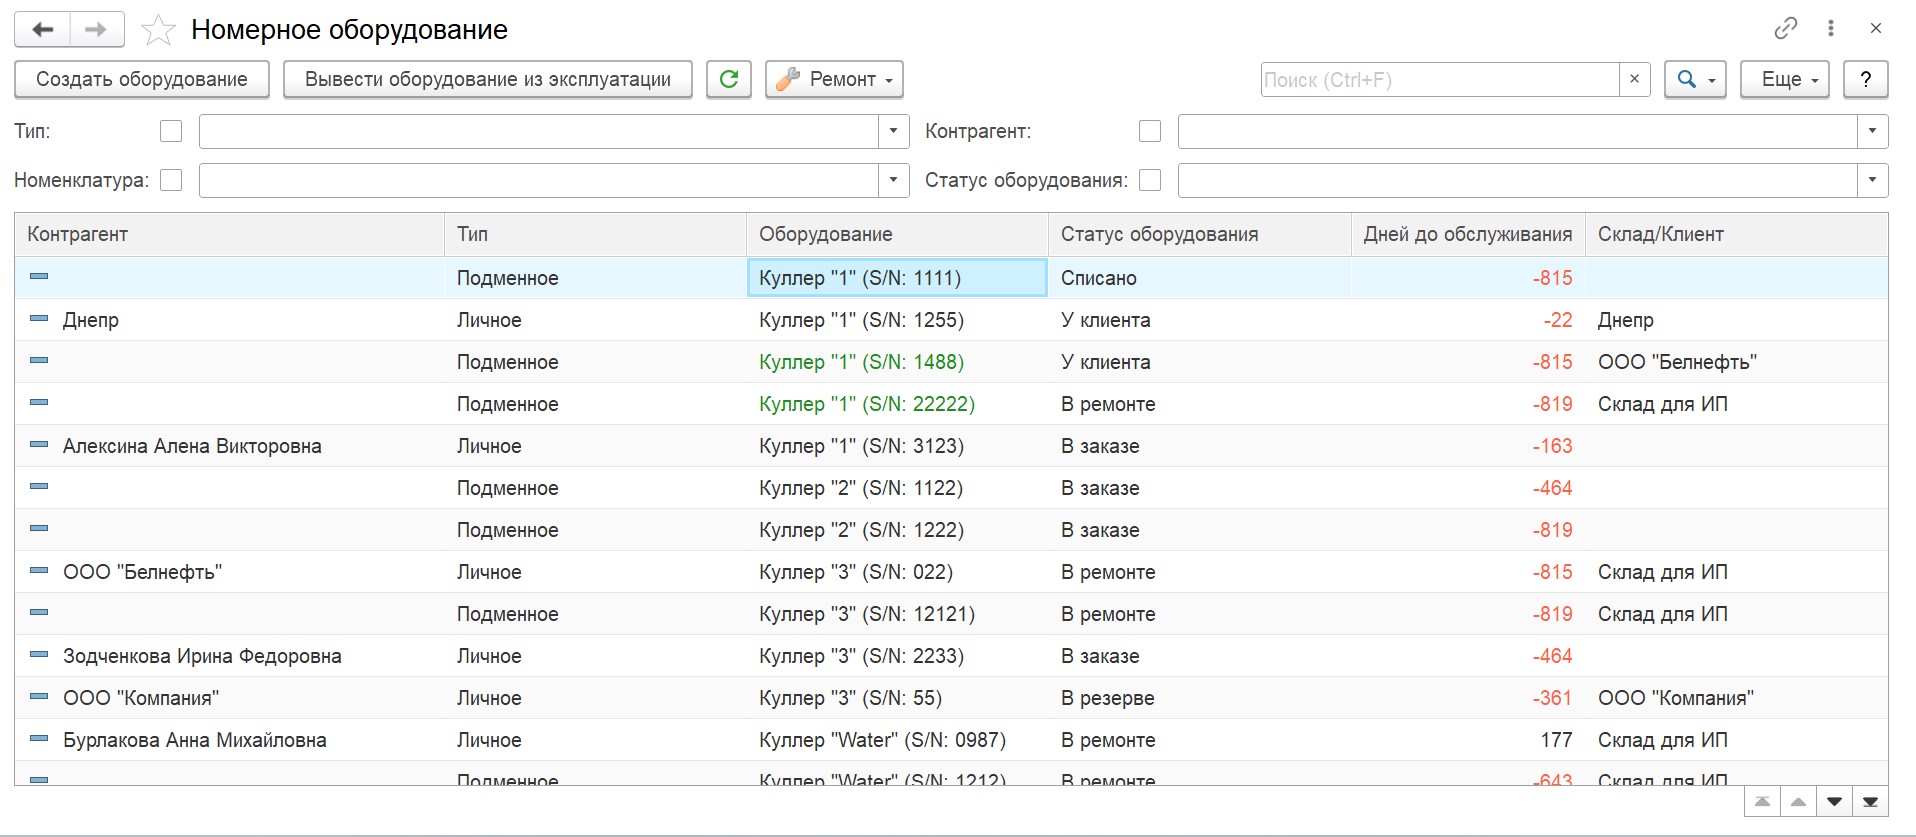 Номерное оборудование
Создать оборудование Вывести оборудование из эксплуатации Ремонт Поиск (Ctrl+F) × Еще ?
Тип: Контрагент:
Номенклатура: Статус оборудования:
Контрагент Тип Оборудование Статус оборудования Дней до обслуживания Склад/Клиент
Подменное Куллер "1" (S/N: 1111) Списано -815
Днепр Личное Куллер "1" (S/N: 1255) У клиента -22 Днепр
Подменное Куллер "1" (S/N: 1488) У клиента -815 ООО "Белнефть"
Подменное Куллер "1" (S/N: 22222) В ремонте -819 Склад для ИП
Алексина Алена Викторовна Личное Куллер "1" (S/N: 3123) В заказе -163
Подменное Куллер "2" (S/N: 1122) В заказе -464
Подменное Куллер "2" (S/N: 1222) В заказе -819
ООО "Белнефть" Личное Куллер "3" (S/N: 022) В ремонте -815 Склад для ИП
Подменное Куллер "3" (S/N: 12121) В ремонте -819 Склад для ИП
Зодченкова Ирина Федоровна Личное Куллер "3" (S/N: 2233) В заказе -464
ООО "Компания" Личное Куллер "3" (S/N: 55) В резерве -361 ООО "Компания"
Бурлакова Анна Михайловна Личное Куллер "Water" (S/N: 0987) В ремонте 177 Склад для ИП
Подменное Куллер "Water" (S/N: 1212) В ремонте -643 Склад для ИП